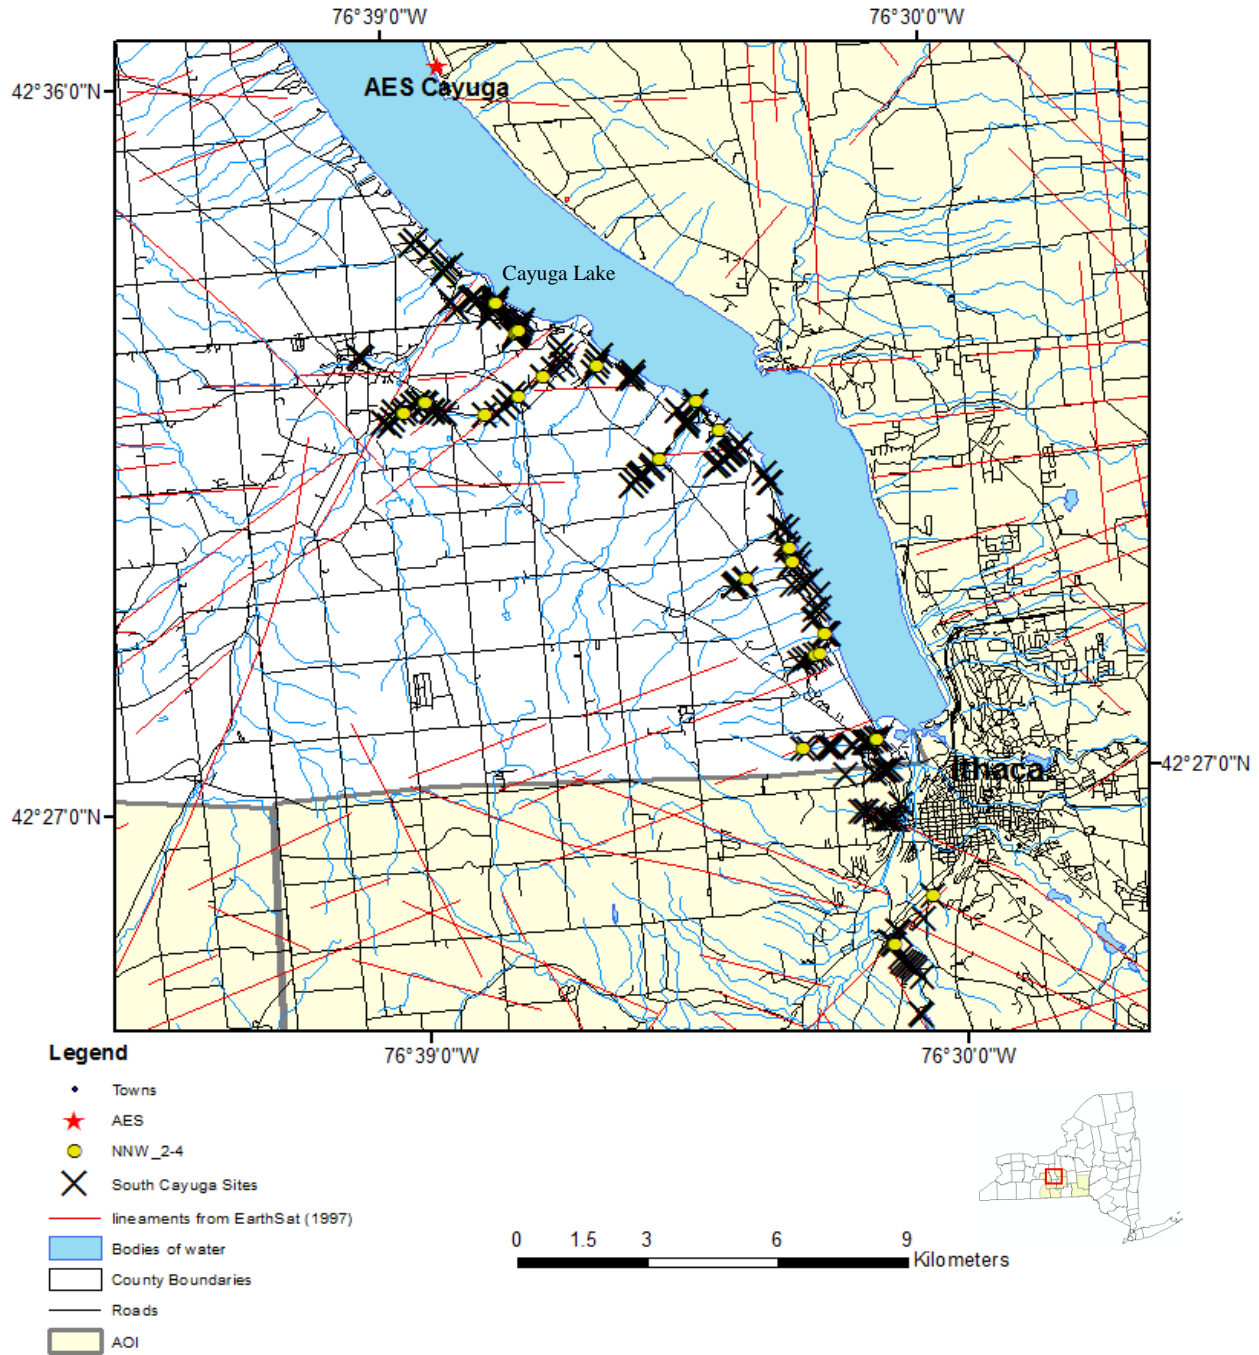 76°39'0"W 76°30'0"W
42°36'0"N
AES Cayuga
Cayuga Lake
42°27'0"N
Ithaca
42°27'0"N
76°39'0"W 76°30'0"W
Legend
Towns
AES
NNW_2-4
South Cayuga Sites
lineaments from EarthSat (1997)
Bodies of water
County Boundaries
Roads
AOI
0 1.5 3 6 9
Kilometers